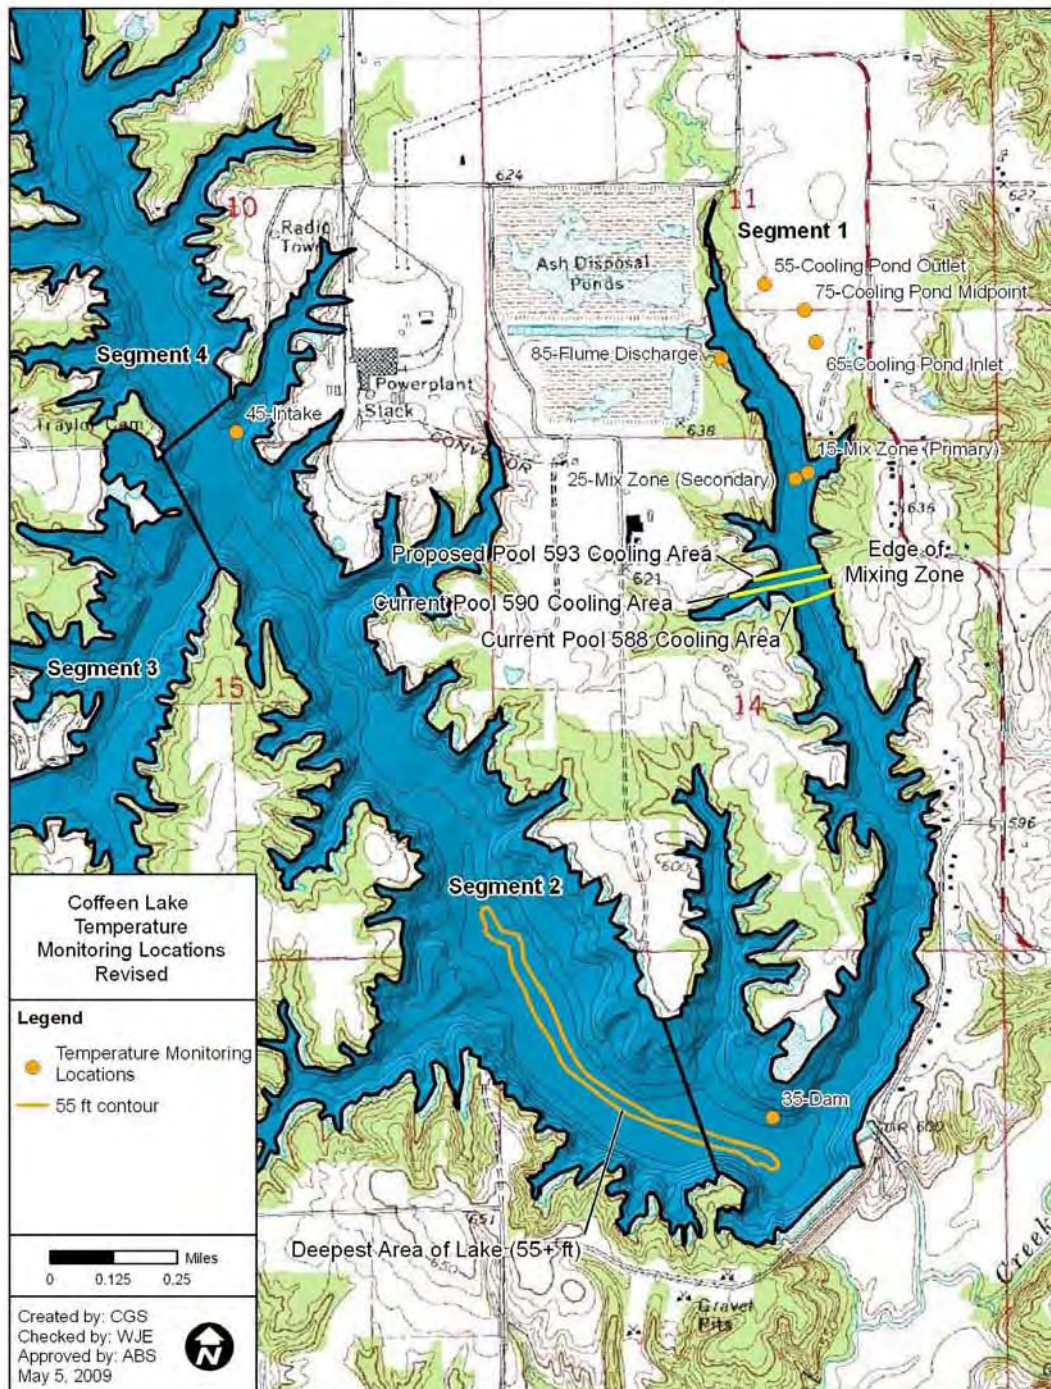 624
627
10
11
Segment 1
Radio
Tower
Ash Disposal
Ponds
55-Cooling Pond Outlet
75-Cooling Pond Midpoint
85-Flume Discharge
65-Cooling Pond Inlet
Segment 4
Powerplant
Stack
45-Intake
CONVEYOR
638
15-Mix Zone (Primary)
25-Mix Zone (Secondary)
620
636
Proposed Pool 593 Cooling Area
621
Edge of
Mixing Zone
Current Pool 590 Cooling Area
Current Pool 588 Cooling Area
Segment 3
15
620
14
596
600
Segment 2
Coffeen Lake
Temperature
Monitoring Locations
Revised
Legend
Temperature Monitoring
Locations
55 ft contour
35-Dam
600
651
650
Deepest Area of Lake (55+ ft)
Gravel
Pits
Creek
Miles
0 0.125 0.25
Created by: CGS
Checked by: WJE
Approved by: ABS
May 5, 2009
N